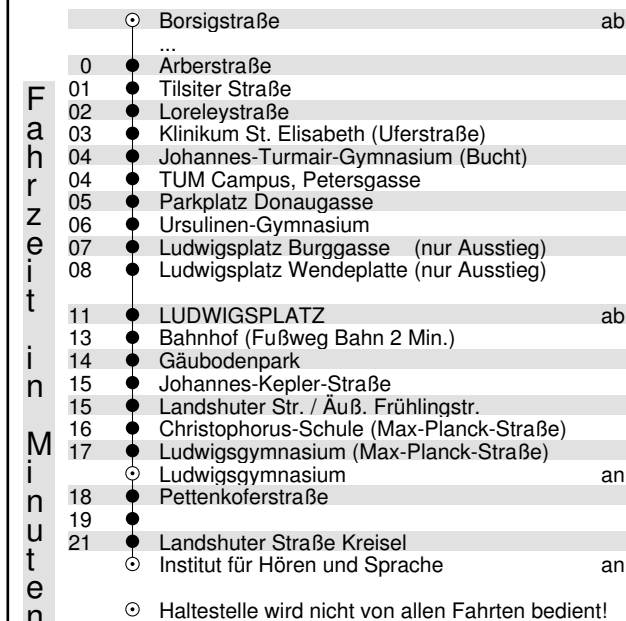 Borsigstraße ab
...
0 Arberstraße
01 Tilsiter Straße
02 Loreleystraße
03 Klinikum St. Elisabeth (Uferstraße)
04 Johannes-Turmair-Gymnasium (Bucht)
04 TUM Campus, Petersgasse
05 Parkplatz Donaugasse
06 Ursulinen-Gymnasium
07 Ludwigsplatz Burggasse (nur Ausstieg)
08 Ludwigsplatz Wendeplatte (nur Ausstieg)
11 LUDWIGSPLATZ ab
13 Bahnhof (Fußweg Bahn 2 Min.)
14 Gäubodenpark
15 Johannes-Kepler-Straße
15 Landshuter Str. / Äuß. Frühlingstr.
16 Christophorus-Schule (Max-Planck-Straße)
17 Ludwigsgymnasium (Max-Planck-Straße)
Ludwigsgymnasium an
18 Pettenkoferstraße
19
21 Landshuter Straße Kreisel
Institut für Hören und Sprache an
Haltestelle wird nicht von allen Fahrten bedient!
Fahrzeit in Minuten